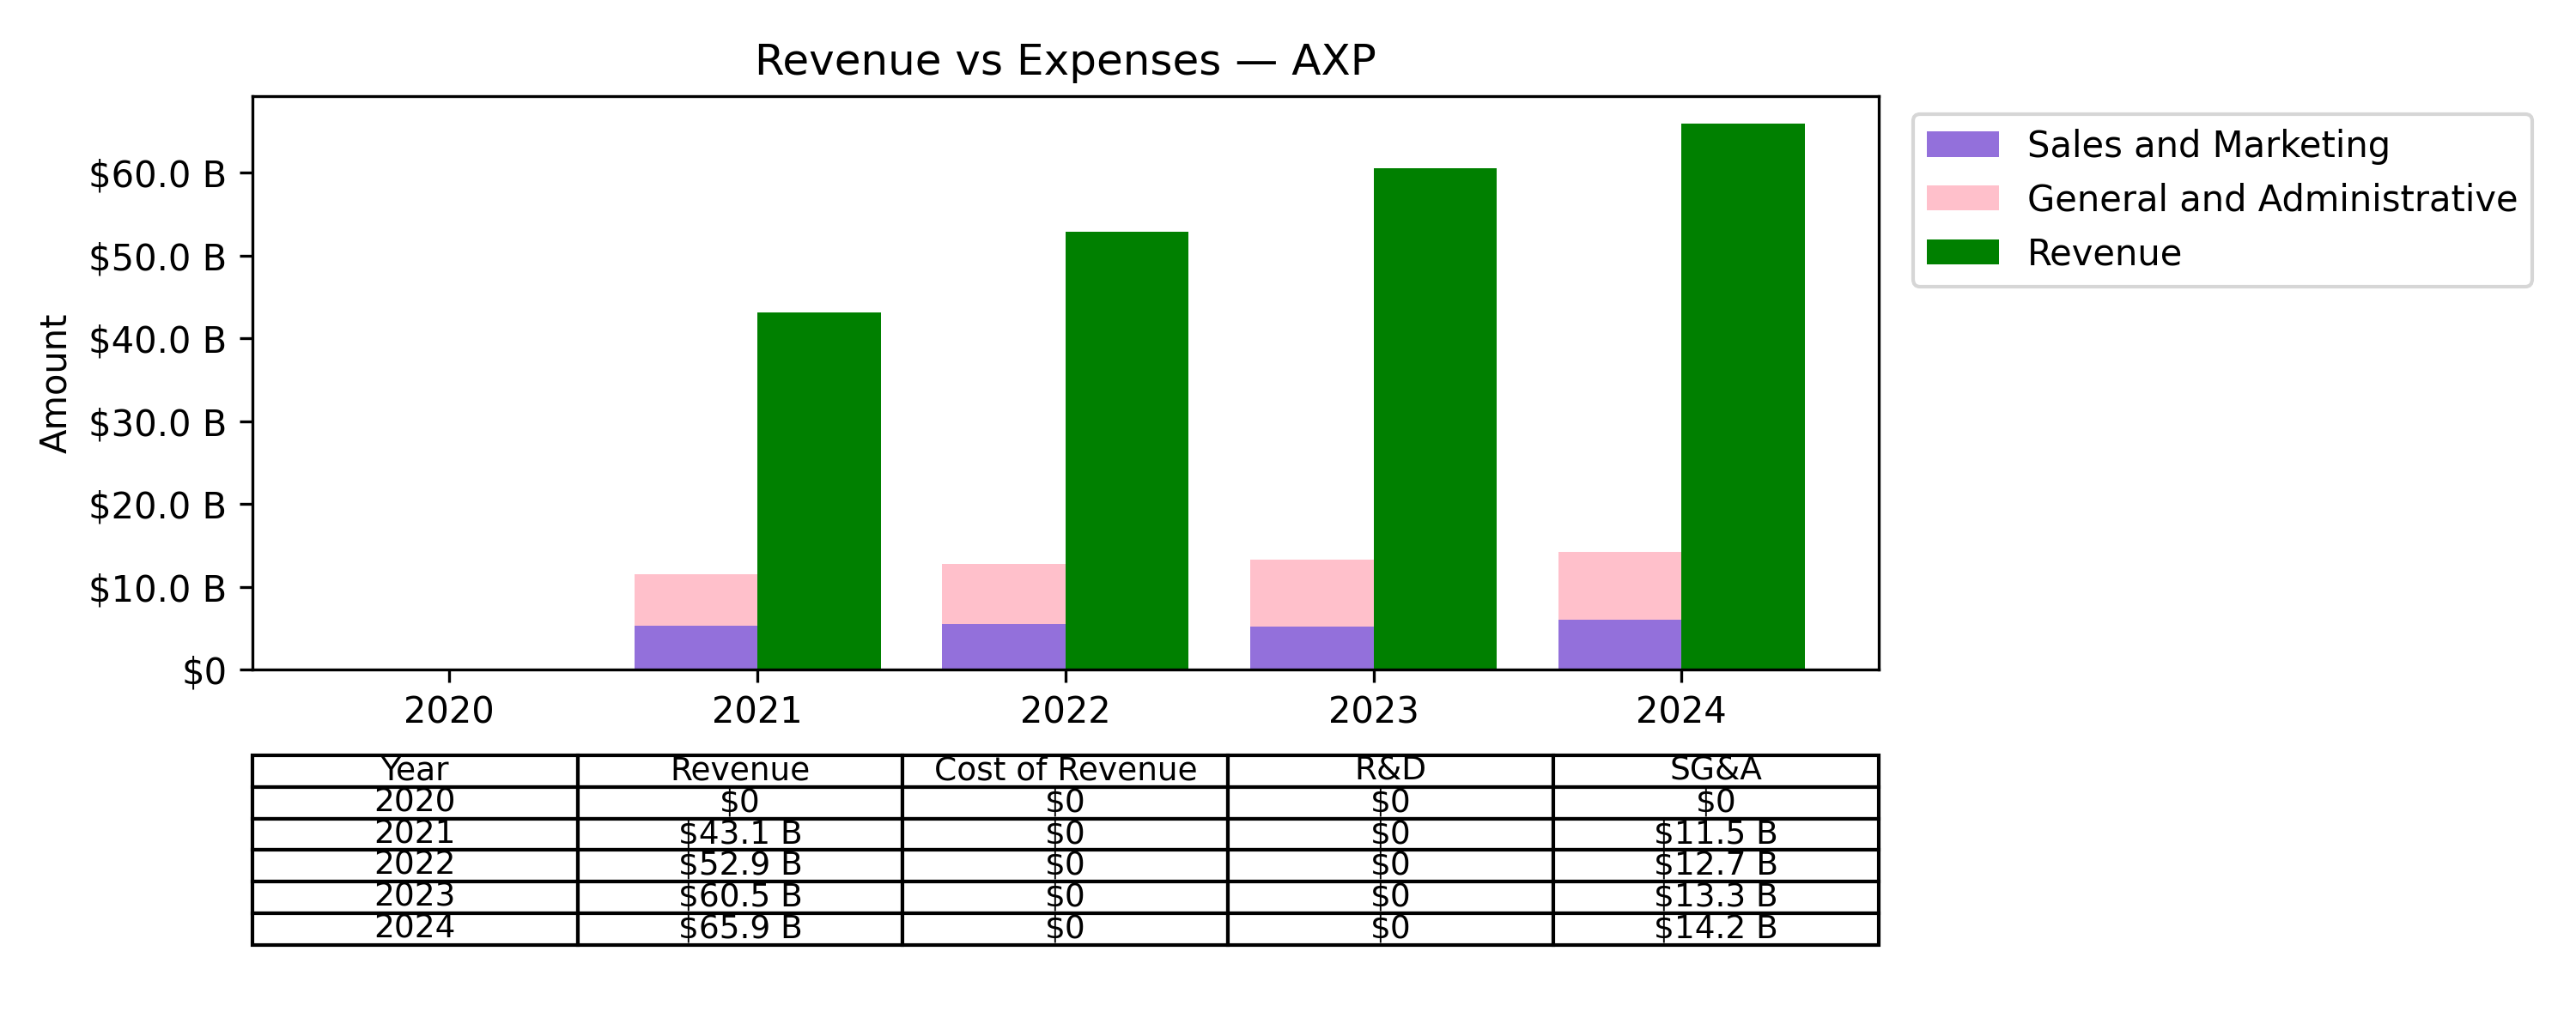 Revenue vs Expenses — AXP
Amount
$60.0 B
$50.0 B
$40.0 B
$30.0 B
$20.0 B
$10.0 B
$0
2020 2021 2022 2023 2024
Sales and Marketing
General and Administrative
Revenue
Year Revenue Cost of Revenue R&D SG&A
2020 $0 $0 $0 $0
2021 $43.1 B $0 $0 $11.5 B
2022 $52.9 B $0 $0 $12.7 B
2023 $60.5 B $0 $0 $13.3 B
2024 $65.9 B $0 $0 $14.2 B